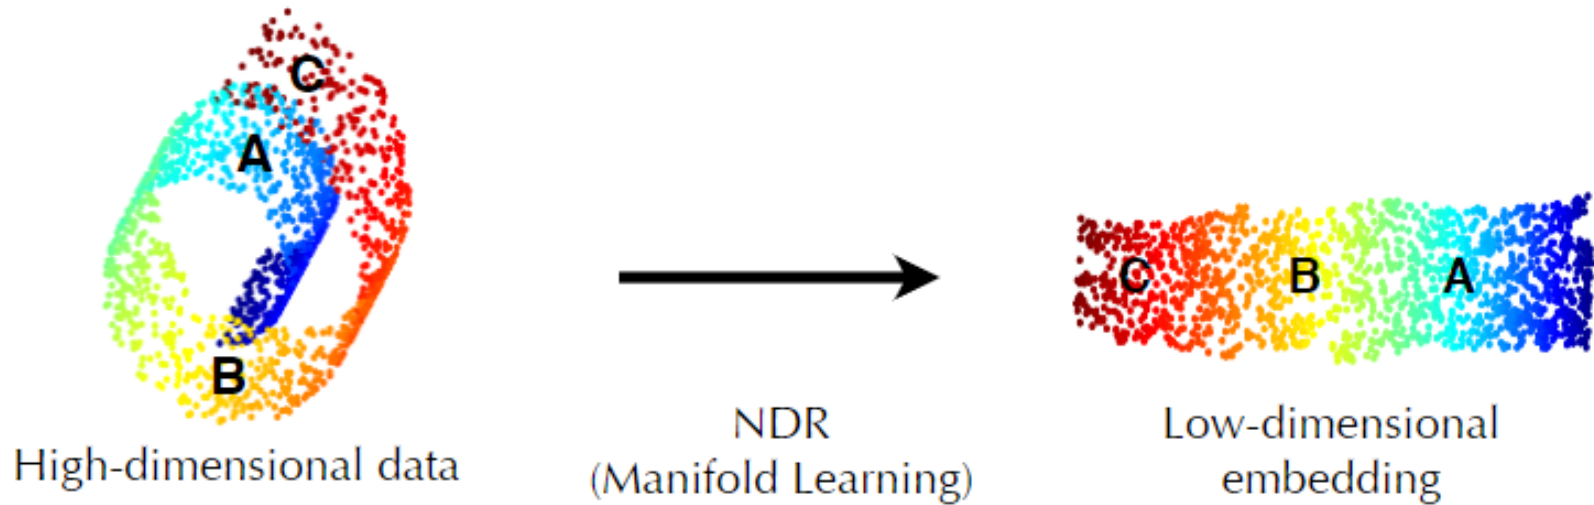 C
A
B
High-dimensional data
NDR
(Manifold Learning)
C B A
Low-dimensional
embedding